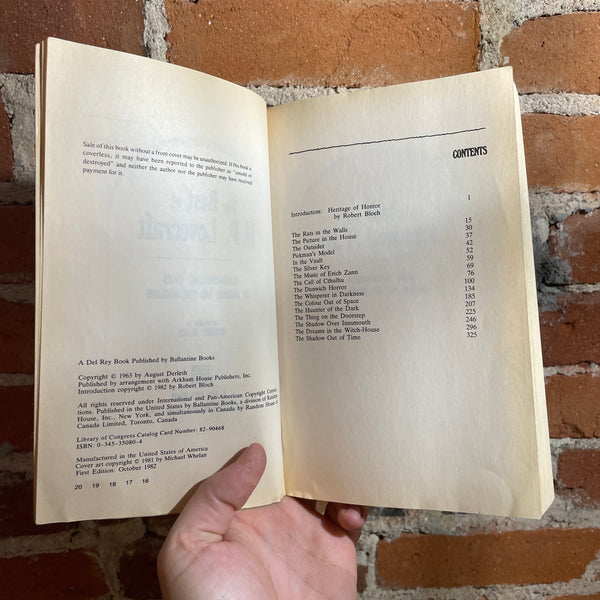 Sale of this book without a front cover may be unauthorized. If this book is
coverless, it may have been reported to the publisher as "unsold or
destroyed" and neither the author nor the publisher may have received
payment for it.
A Del Rey Book Published by Ballantine Books
Copyright © 1963 by August Derleth
Published by arrangement with Arkham House Publishers, Inc.
Introduction copyright © 1982 by Robert Bloch
All rights reserved under International and Pan-American Copyright Conven-
tions. Published in the United States by Ballantine Books, a division of Random
House, Inc., New York, and simultaneously in Canada by Random House of
Canada Limited, Toronto, Canada
Library of Congress Catalog Card Number: 82-90468
ISBN: 0-345-35080-4
Manufactured in the United States of America
Cover art copyright © 1981 by Michael Whelan
First Edition: October 1982
20 19 18 17 16
CONTENTS
Introduction: Heritage of Horror 1
by Robert Bloch
The Rats in the Walls 15
The Picture in the House 30
The Outsider 37
Pickman's Model 42
In the Vault 52
The Silver Key 59
The Music of Erich Zann 69
The Call of Cthulhu 76
The Dunwich Horror 100
The Whisperer in Darkness 134
The Colour Out of Space 185
The Haunter of the Dark 207
The Thing on the Doorstep 225
The Shadow Over Innsmouth 246
The Dreams in the Witch-House 296
The Shadow Out of Time 325